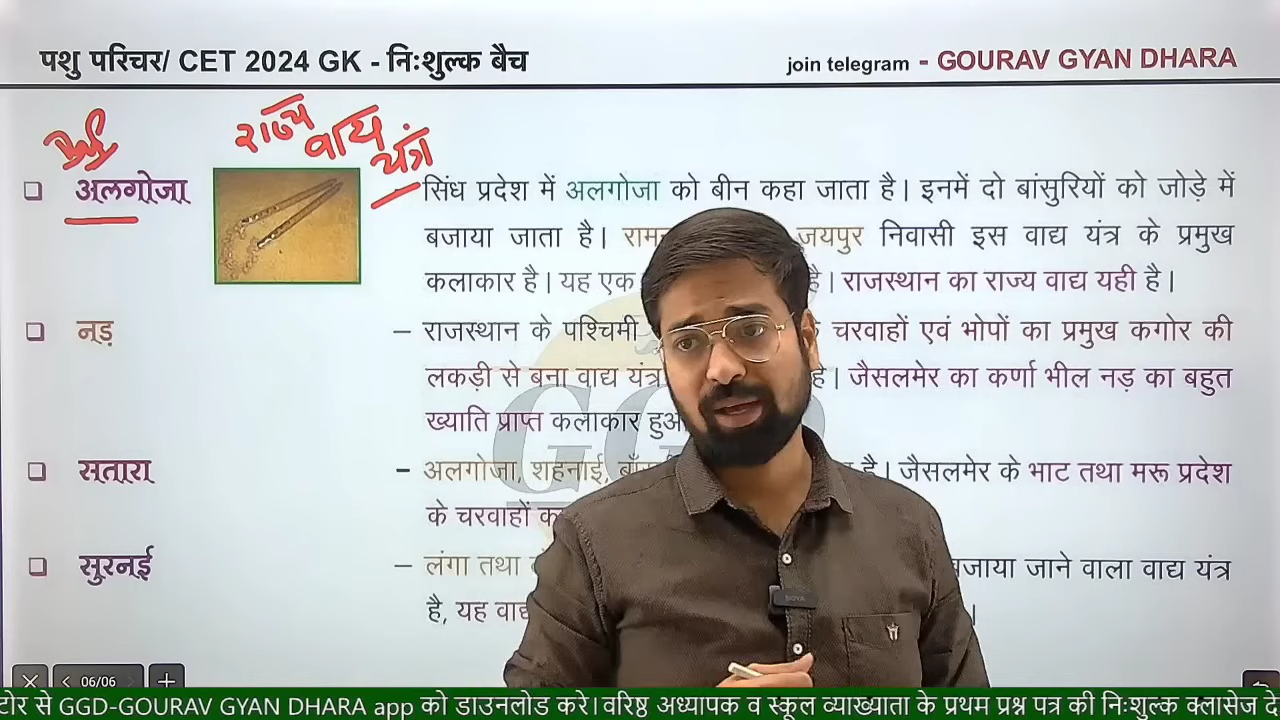 पशु परिचर/ CET 2024 GK - निःशुल्क बैच
join telegram - GOURAV GYAN DHARA
राज्य वाद्य यंत्र
❑ अलगोजा
– सिंध प्रदेश में अलगोजा को बीन कहा जाता है। इनमें दो बांसुरियों को जोड़े में
बजाया जाता है। जयपुर निवासी इस वाद्य यंत्र के प्रमुख
कलाकार है। यह एक है। राजस्थान का राज्य वाद्य यही है।
❑ नड़
– राजस्थान के पश्चिमी चरवाहों एवं भोपों का प्रमुख कगोर की
लकड़ी से बना वाद्य यंत्र है। जैसलमेर का कर्णा भील नड़ का बहुत
ख्याति प्राप्त कलाकार
❑ सतारा
– अलगोजा, शहनाई, है। जैसलमेर के भाट तथा मरू प्रदेश
के चरवाहों
❑ सुरनई
– लंगा तथा बजाया जाने वाला वाद्य यंत्र
है, यह
06/06
से GGD-GOURAV GYAN DHARA app को डाउनलोड करे। वरिष्ठ अध्यापक व स्कूल व्याख्याता के प्रथम प्रश्न पत्र की निःशुल्क क्लासेज